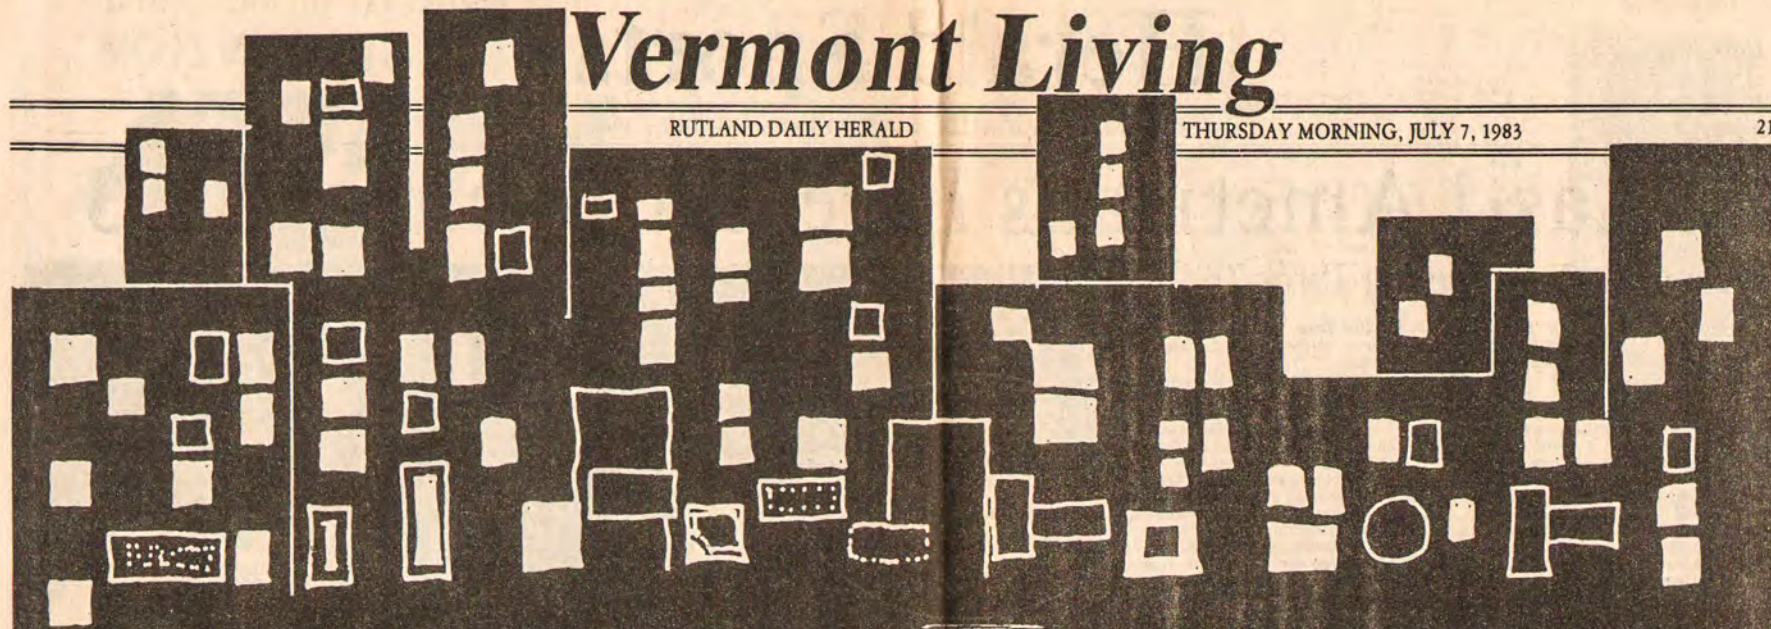 Vermont Living
RUTLAND DAILY HERALD
THURSDAY MORNING, JULY 7, 1983
21